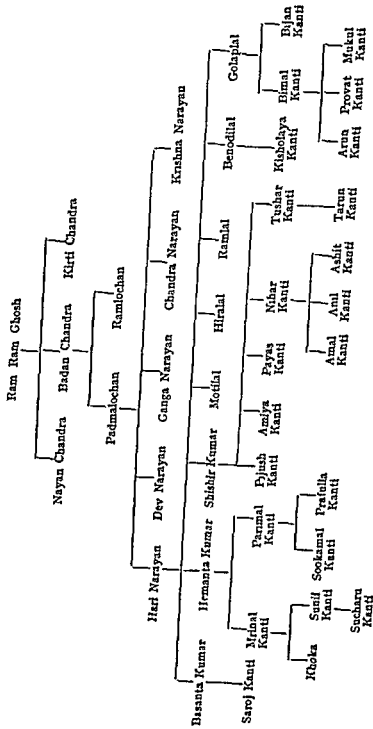 Ram Ram Ghosh
Nayan Chandra
Badan Chandra
Kirti Chandra
Padmalochan
Ramlochan
Hari Narayan
Dev Narayan
Ganga Narayan
Chandra Narayan
Krishna Narayan
Basanta Kumar
Hemanta Kumar
Shishir Kumar
Motilal
Hiralal
Ramlal
Benodilal
Golaplal
Saroj Kanti
Mrinal
Kanti
Parimal
Kanti
Pijush
Kanti
Amiya
Kanti
Payas
Kanti
Nihar
Kanti
Tushar
Kanti
Kisholaya
Kanti
Bimal
Kanti
Bijan
Kanti
Khoka
Sunil
Kanti
Sookamal
Kanti
Prafulla
Kanti
Amal
Kanti
Anil
Kanti
Ashit
Kanti
Tarun
Kanti
Arun
Kanti
Provat
Kanti
Mukul
Kanti
Sucharu
Kanti